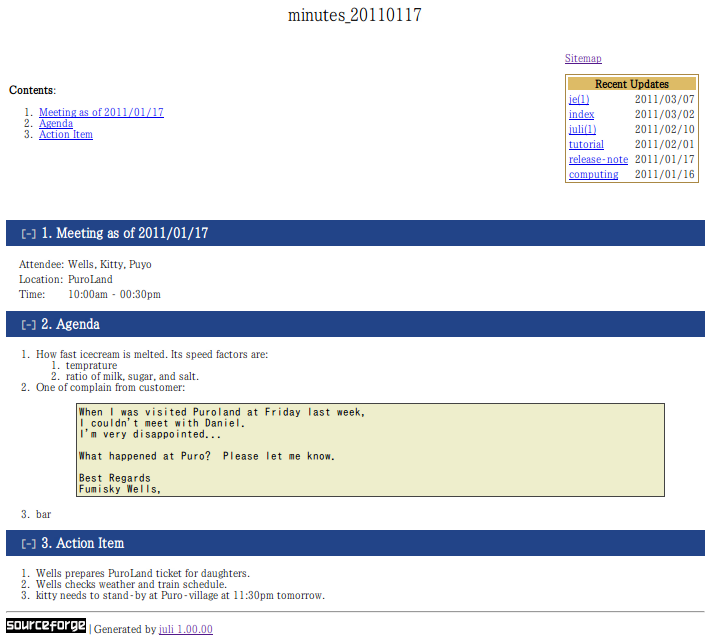 minutes_20110117
Sitemap
Contents:
1. Meeting as of 2011/01/17
2. Agenda
3. Action Item
Recent Updates
je(1) 2011/03/07
index 2011/03/02
juli(1) 2011/02/10
tutorial 2011/02/01
release-note 2011/01/17
computing 2011/01/16
[-] 1. Meeting as of 2011/01/17
Attendee: Wells, Kitty, Puyo
Location: PuroLand
Time: 10:00am - 00:30pm
[-] 2. Agenda
1. How fast icecream is melted. Its speed factors are:
1. temprature
2. ratio of milk, sugar, and salt.
2. One of complain from customer:
When I was visited Puroland at Friday last week,
I couldn't meet with Daniel.
I'm very disappointed...
What happened at Puro?  Please let me know.
Best Regards
Fumisky Wells,
3. bar
[-] 3. Action Item
1. Wells prepares PuroLand ticket for daughters.
2. Wells checks weather and train schedule.
3. kitty needs to stand-by at Puro-village at 11:30pm tomorrow.
sourceforge | Generated by juli 1.00.00